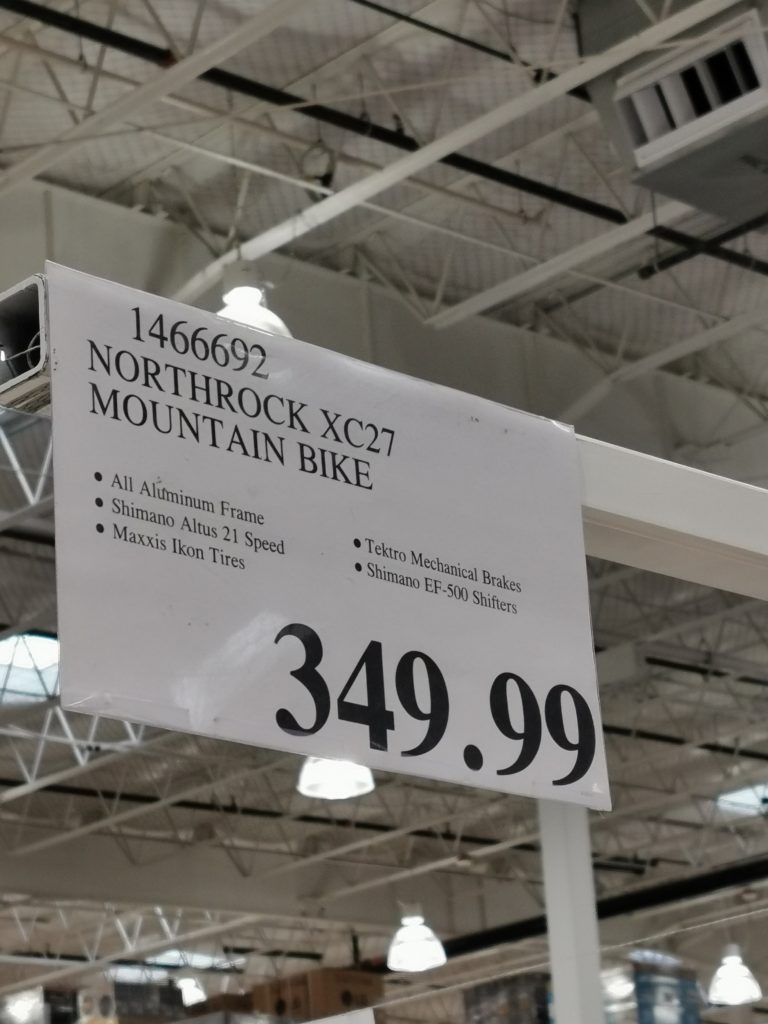 1466692
NORTHROCK XC27
MOUNTAIN BIKE
• All Aluminum Frame
• Shimano Altus 21 Speed
• Maxxis Ikon Tires
• Tektro Mechanical Brakes
• Shimano EF-500 Shifters
349.99